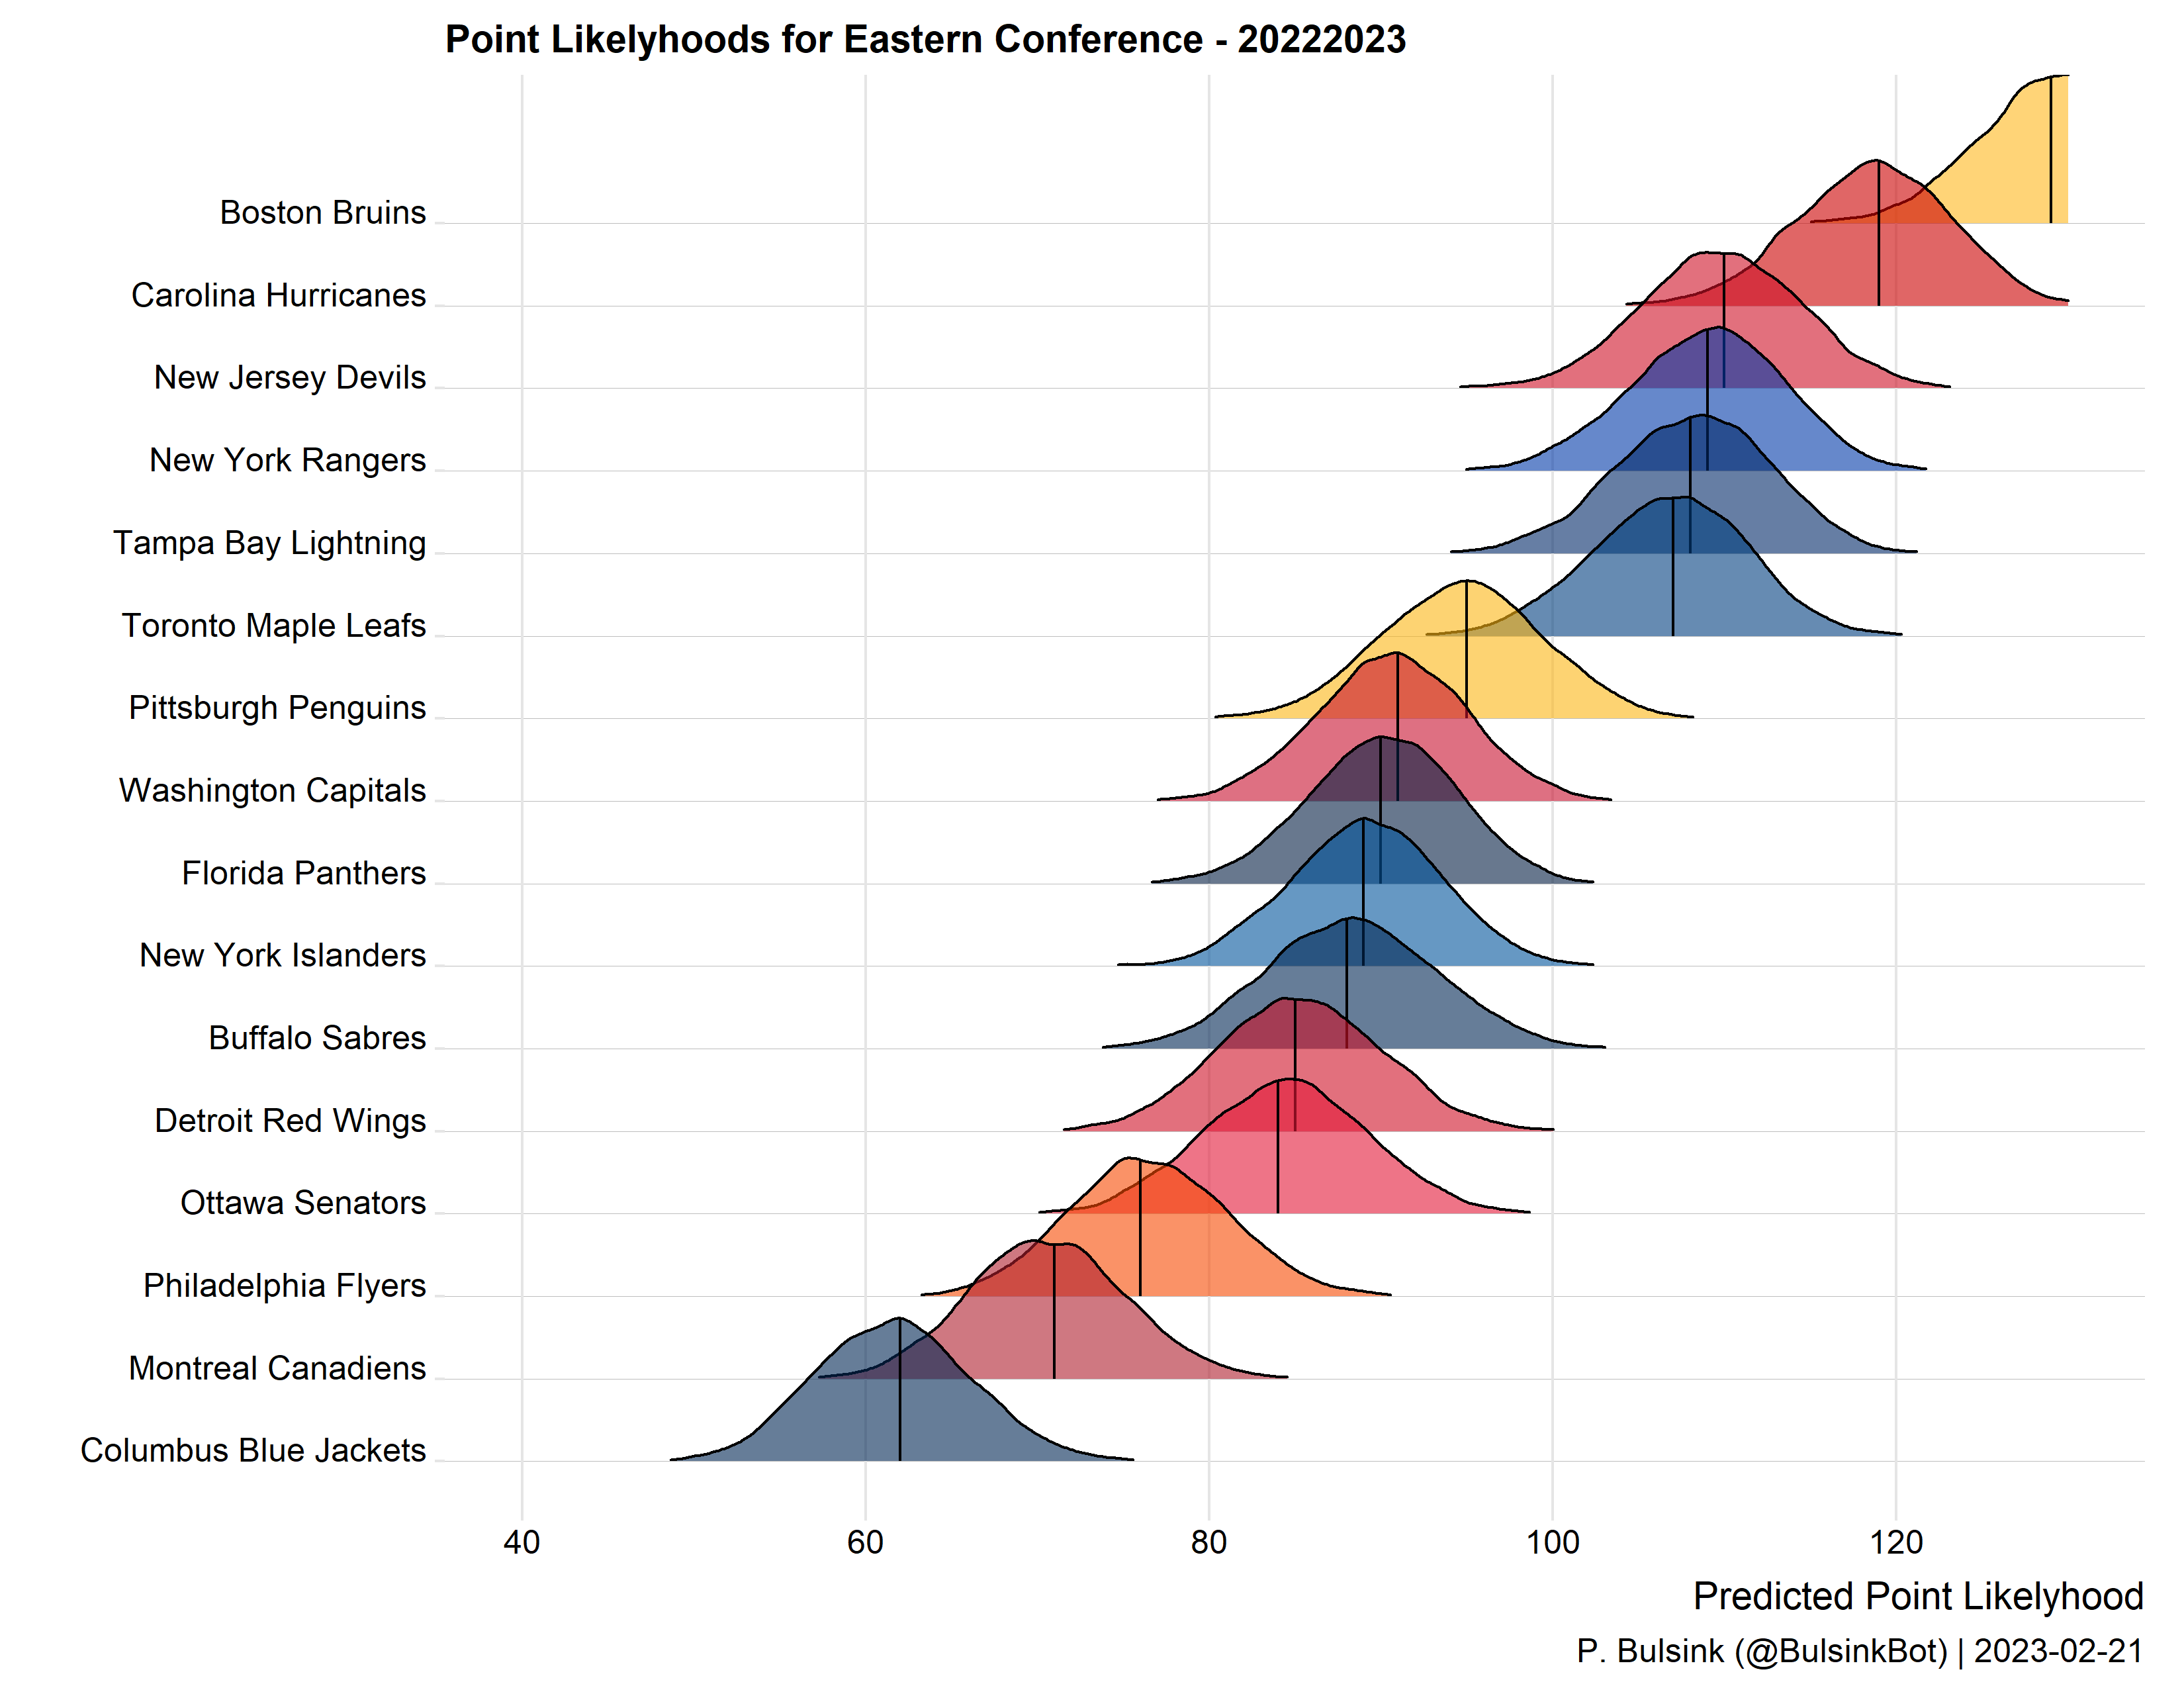 Point Likelyhoods for Eastern Conference - 20222023
Boston Bruins
Carolina Hurricanes
New Jersey Devils
New York Rangers
Tampa Bay Lightning
Toronto Maple Leafs
Pittsburgh Penguins
Washington Capitals
Florida Panthers
New York Islanders
Buffalo Sabres
Detroit Red Wings
Ottawa Senators
Philadelphia Flyers
Montreal Canadiens
Columbus Blue Jackets
40 60 80 100 120
Predicted Point Likelyhood
P. Bulsink (@BulsinkBot) | 2023-02-21